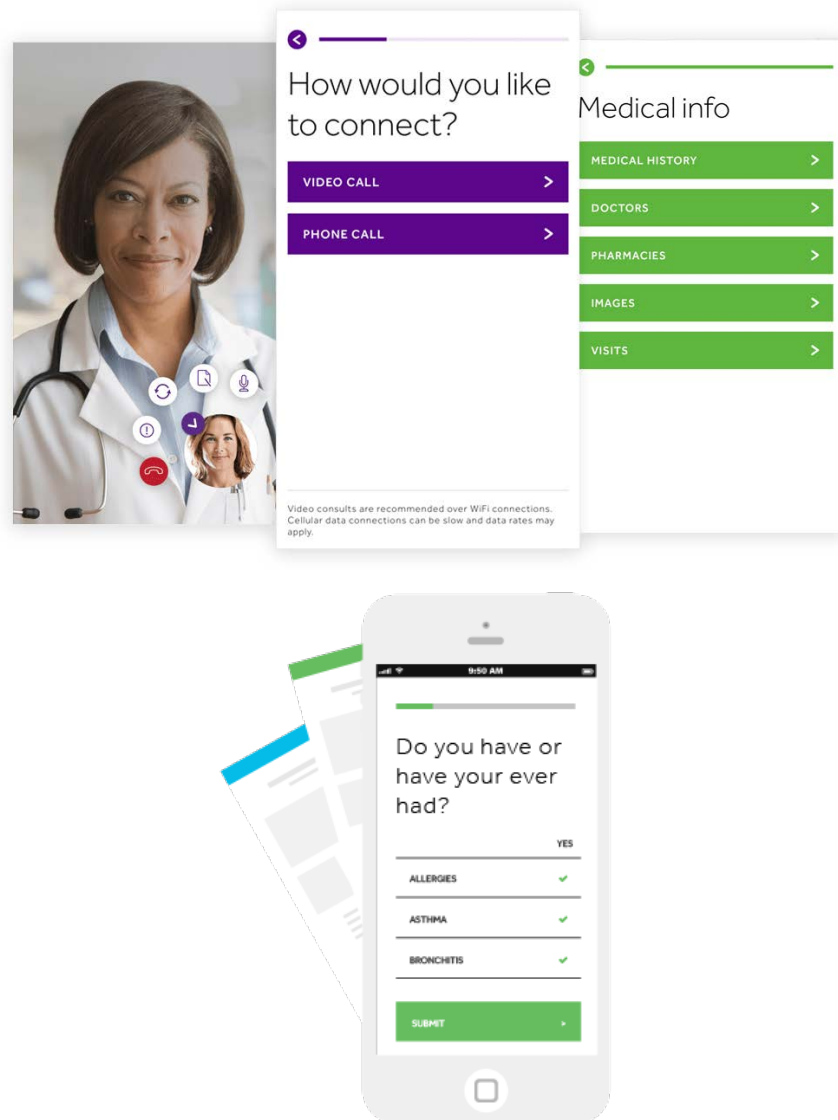 How would you like
to connect?
VIDEO CALL
PHONE CALL
Video consults are recommended over WiFi connections.
Cellular data connections can be slow and data rates may
apply.
Medical info
MEDICAL HISTORY
DOCTORS
PHARMACIES
IMAGES
VISITS
9:50 AM
Do you have or
have your ever
had?
YES
ALLERGIES
ASTHMA
BRONCHITIS
SUBMIT